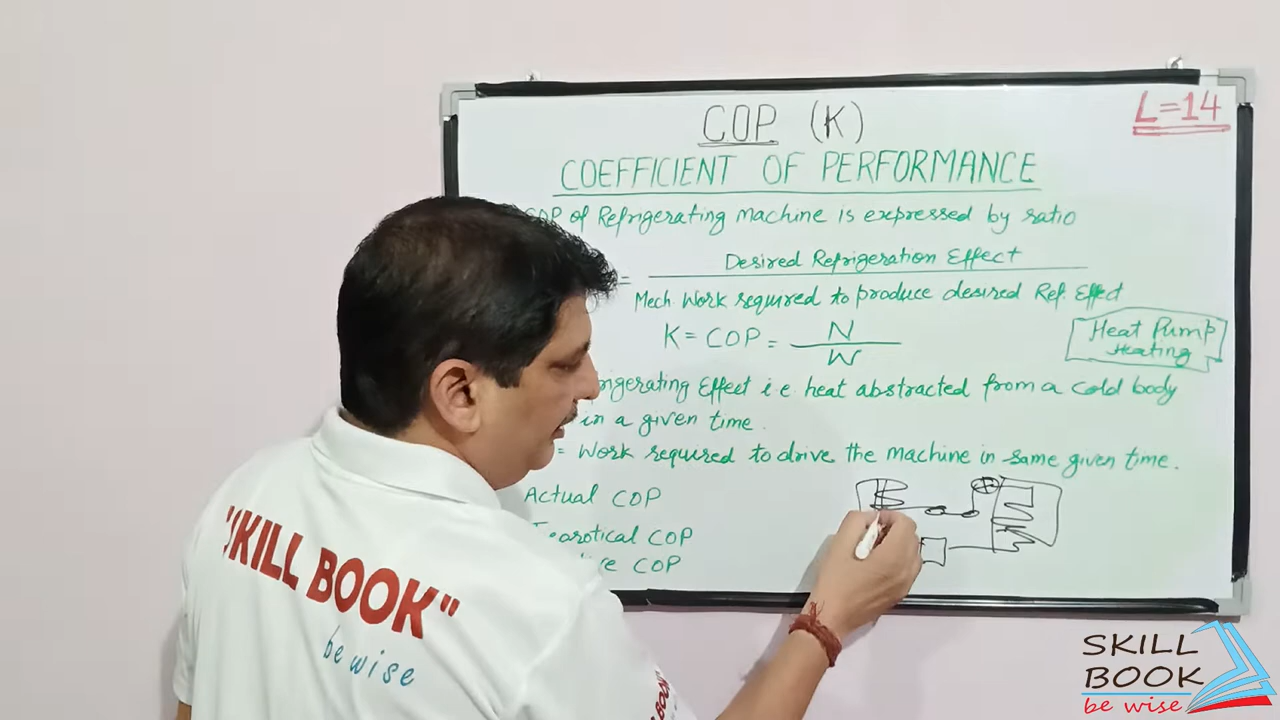 L=14
COP (K)
COEFFICIENT OF PERFORMANCE
COP of Refrigerating machine is expressed by ratio
= Desired Refrigeration Effect
Mech. Work required to produce desired Ref. Effect
K = COP = N
W
Heat Pump
Heating
rigerating Effect i.e. heat abstracted from a cold body
in a given time.
= Work required to drive the machine in same given time.
Actual COP
Tearotical COP
COP
"SKILL BOOK"
be wise
SKILL
BOOK
be wise